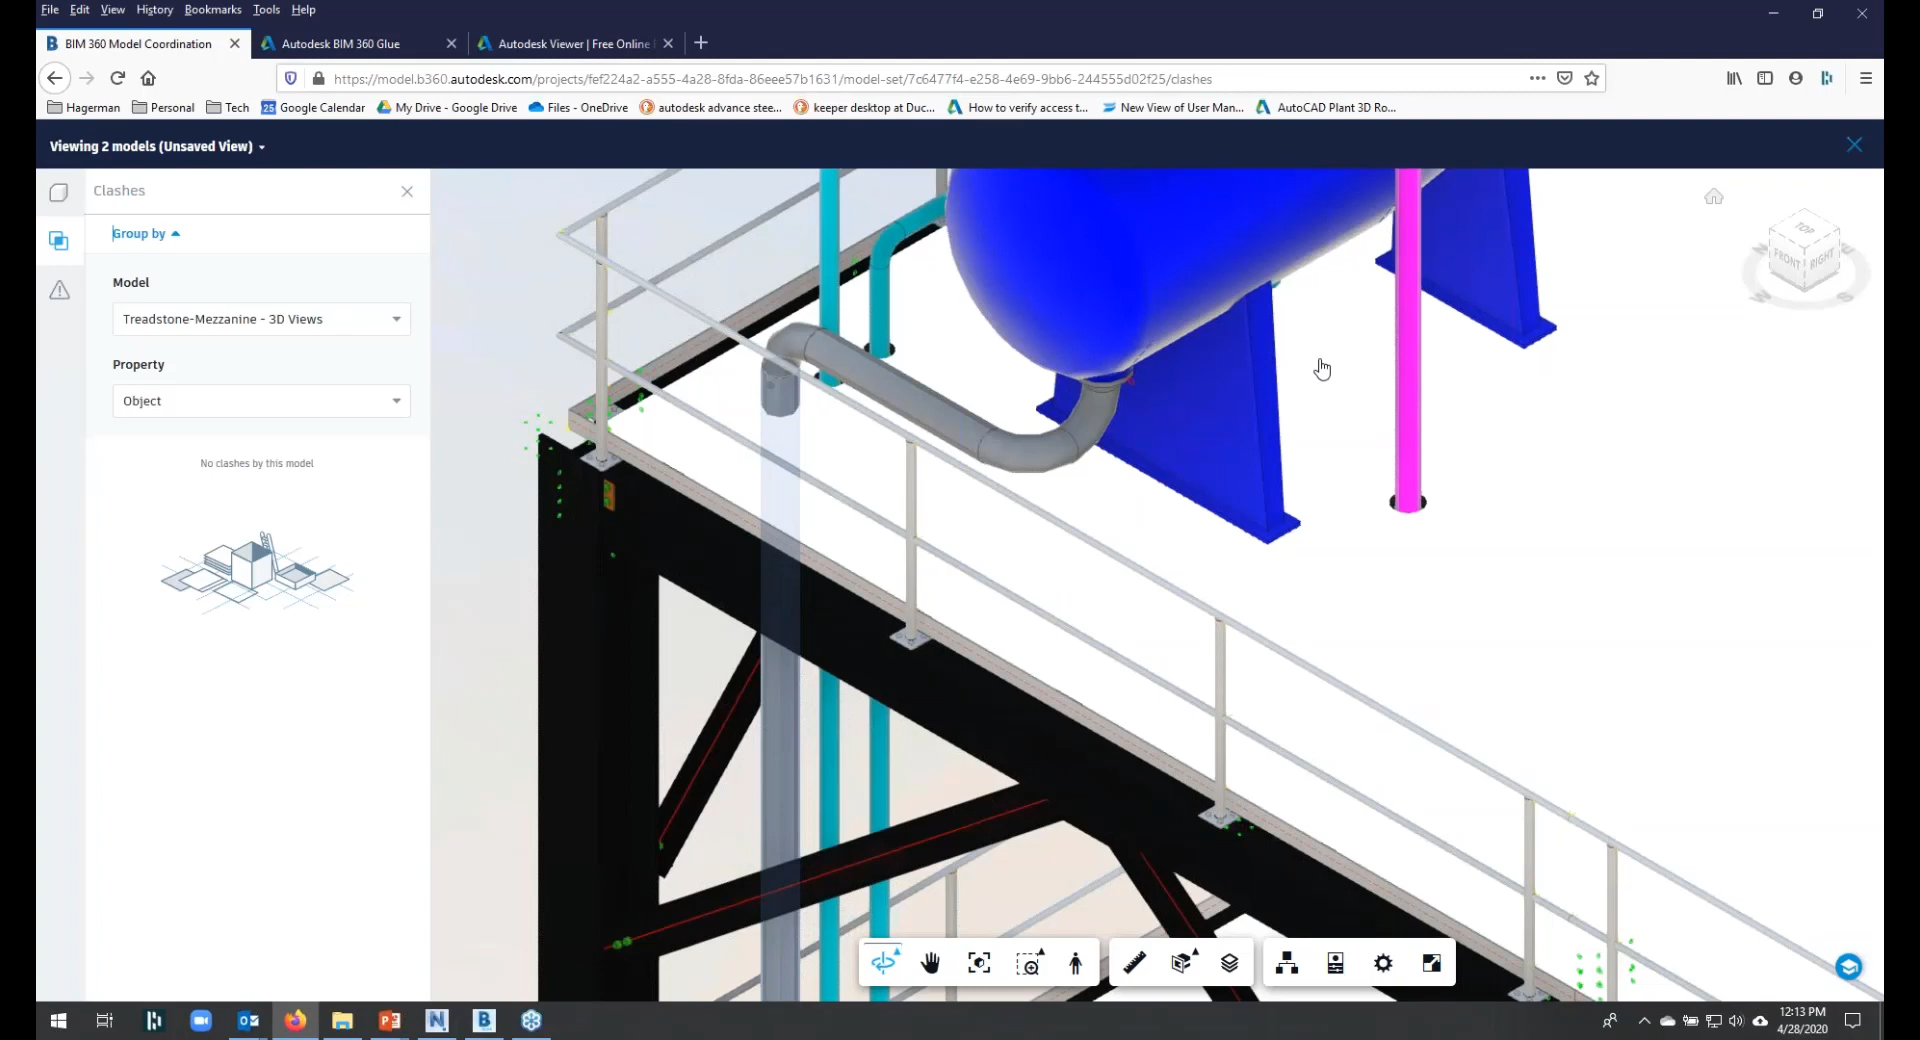 File Edit View History Bookmarks Tools Help
BIM 360 Model Coordination
Autodesk BIM 360 Glue
Autodesk Viewer | Free Online
https://model.b360.autodesk.com/projects/fef224a2-a555-4a28-8fda-86eee57b1631/model-set/7c6477f4-e258-4e69-9bb6-244555d02f25/clashes
Hagerman Personal Tech 25 Google Calendar My Drive - Google Drive Files - OneDrive autodesk advance stee... keeper desktop at Duc... How to verify access t... New View of User Man... AutoCAD Plant 3D Ro...
Viewing 2 models (Unsaved View)
Clashes
Group by
Model
Treadstone-Mezzanine - 3D Views
Property
Object
No clashes by this model
TOP
FRONT RIGHT
12:13 PM
4/28/2020